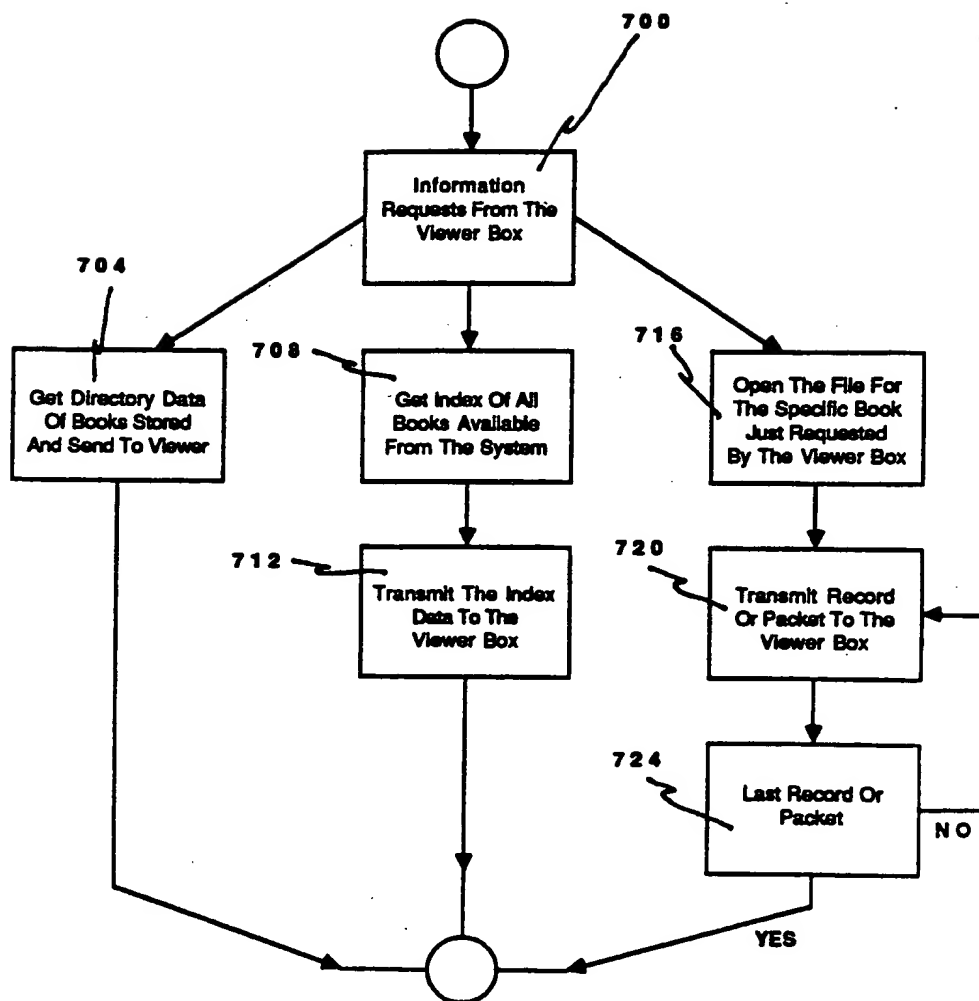 700
Information
Requests From The
Viewer Box
704
Get Directory Data
Of Books Stored
And Send To Viewer
708
Get Index Of All
Books Available
From The System
716
Open The File For
The Specific Book
Just Requested
By The Viewer Box
712
Transmit The Index
Data To The
Viewer Box
720
Transmit Record
Or Packet To The
Viewer Box
724
Last Record Or
Packet
NO
YES